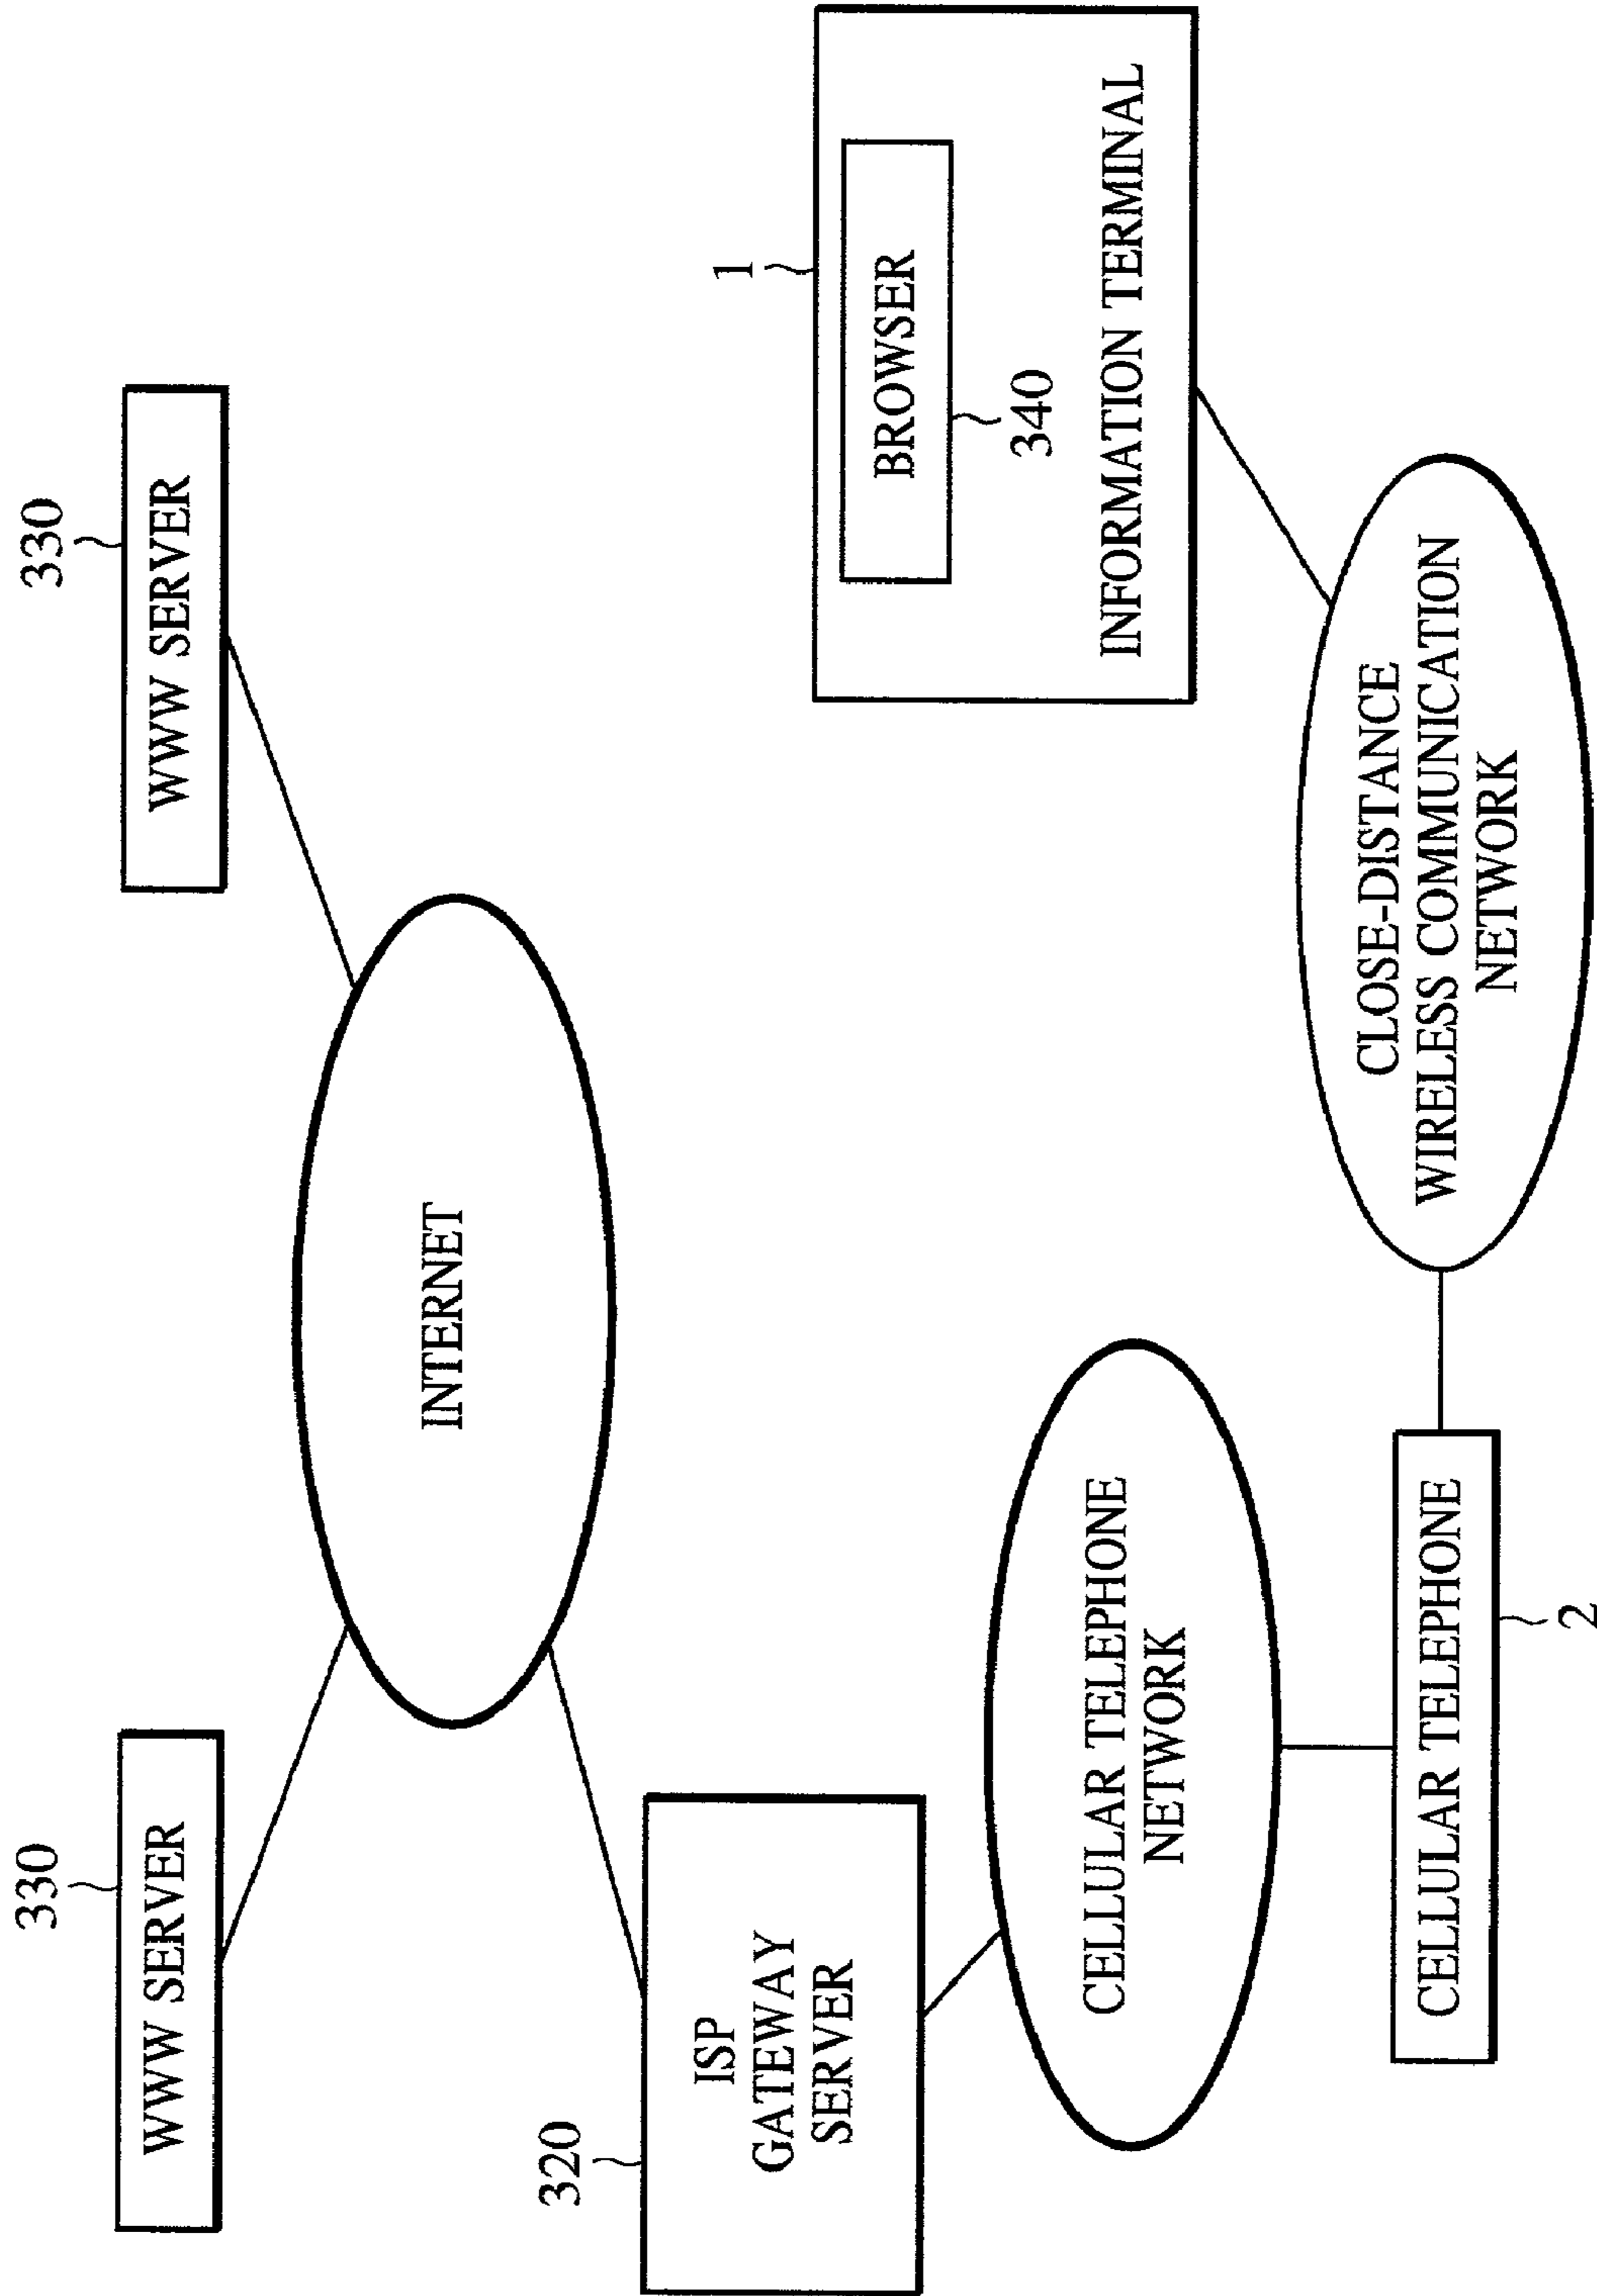 330
WWW SERVER
330
WWW SERVER
INTERNET
320
ISP
GATEWAY
SERVER
1
BROWSER
340
INFORMATION TERMINAL
CELLULAR TELEPHONE
NETWORK
CLOSE-DISTANCE
WIRELESS COMMUNICATION
NETWORK
CELLULAR TELEPHONE
2